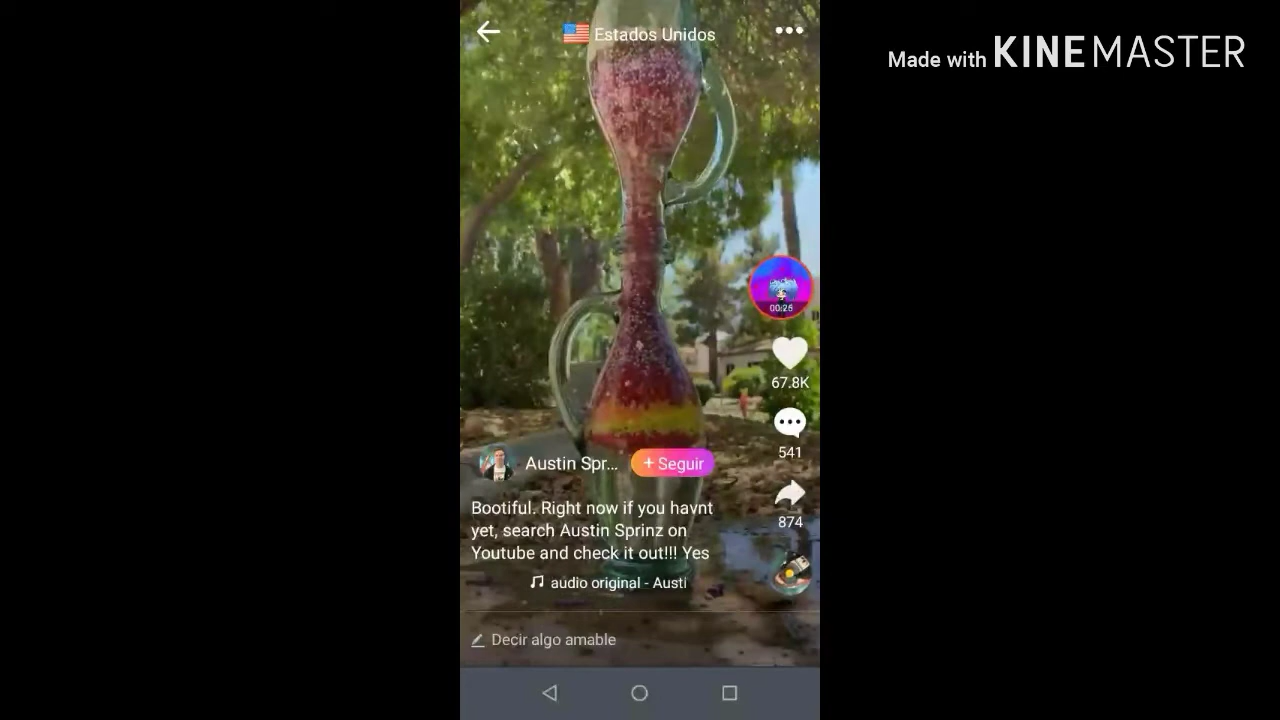 Estados Unidos
Made with KINEMASTER
00:26
67.8K
541
Austin Spr...
+ Seguir
874
Bootiful. Right now if you havnt
yet, search Austin Sprinz on
Youtube and check it out!!! Yes
audio original - Austi
Decir algo amable